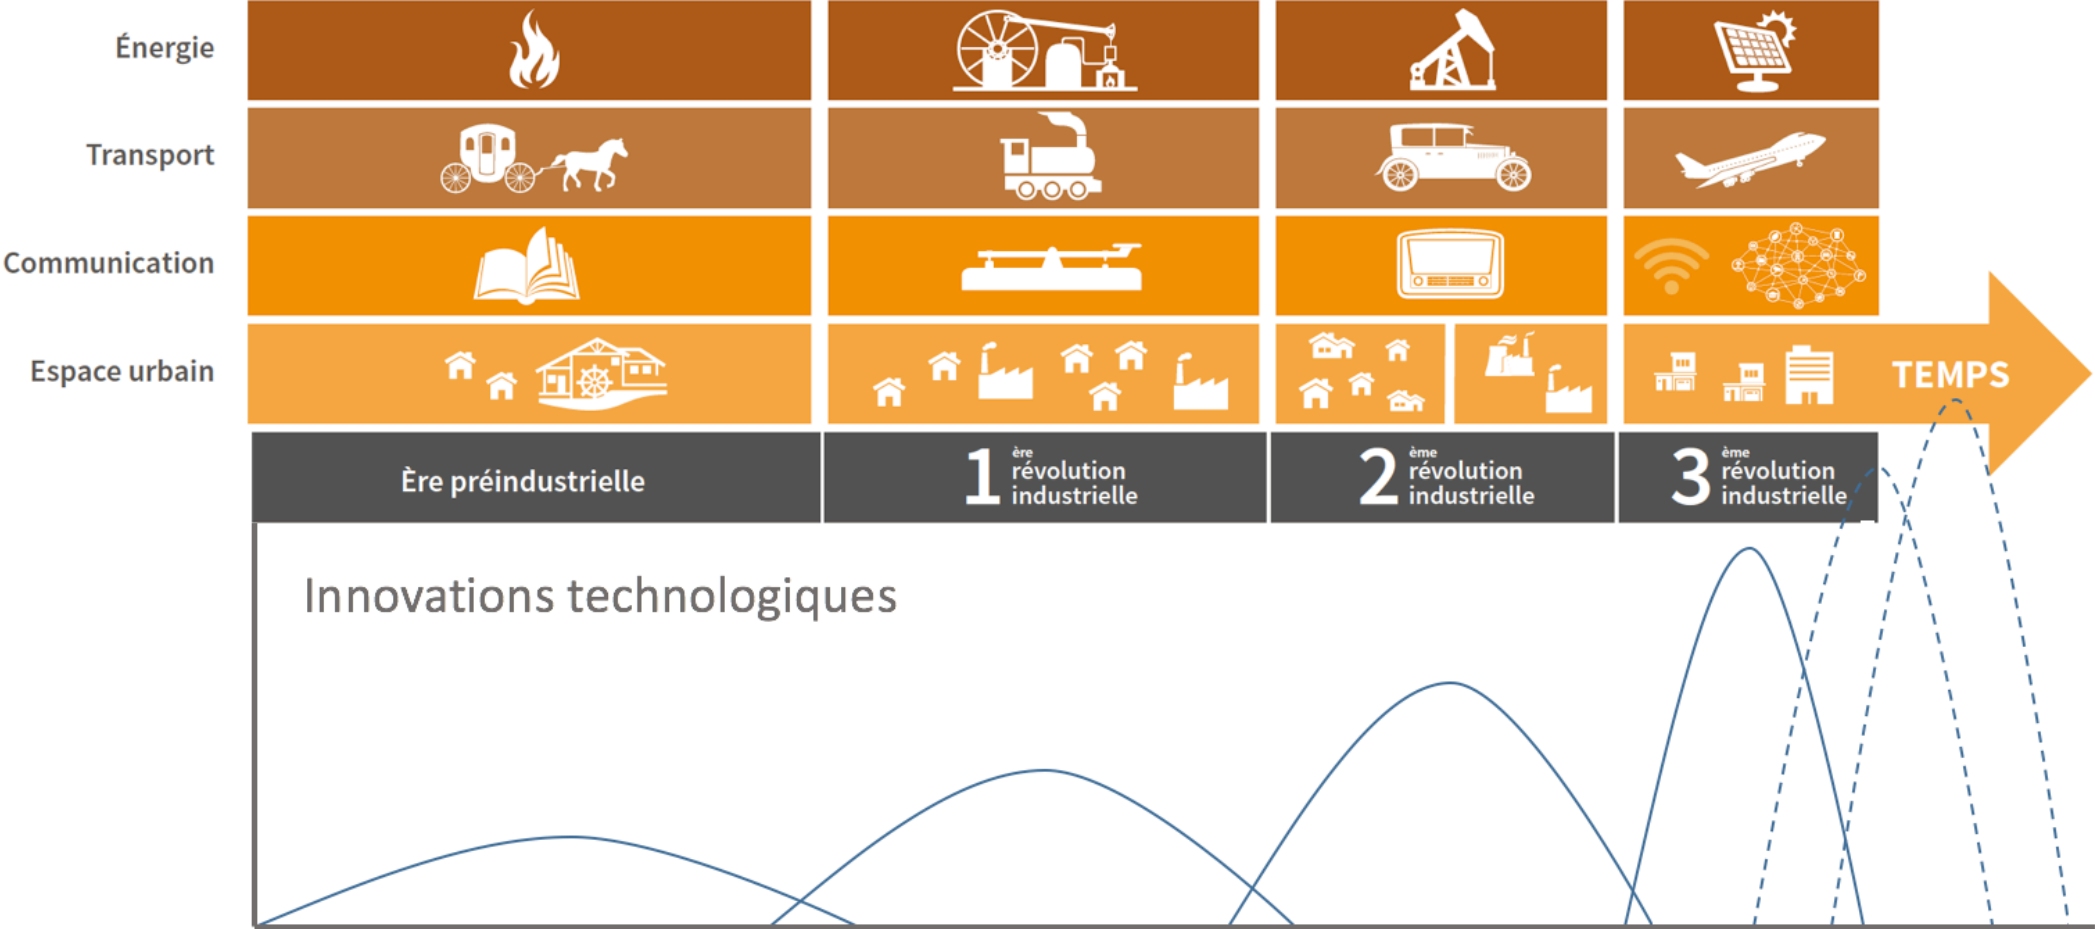 Énergie
Transport
Communication
Espace urbain
TEMPS
Ère préindustrielle
1 ère
révolution
industrielle
2 ème
révolution
industrielle
3 ème
révolution
industrielle
Innovations technologiques